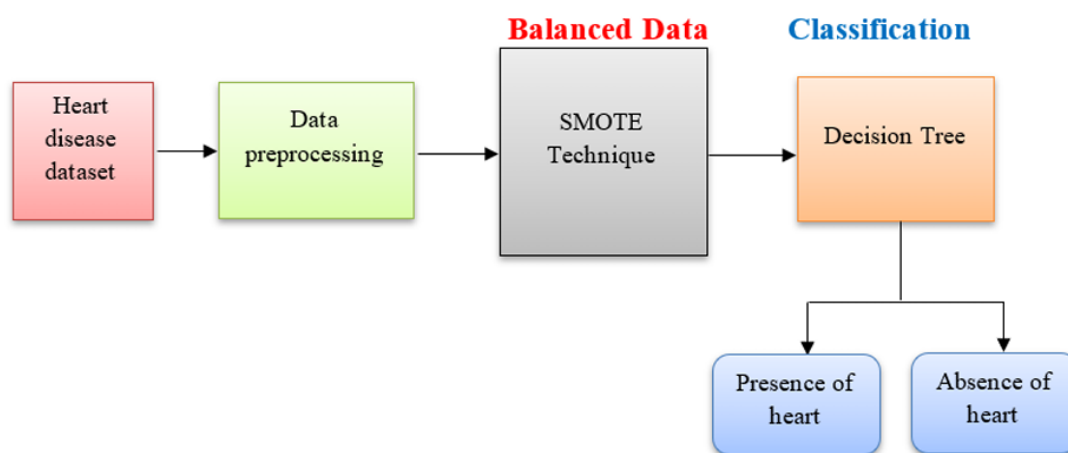 Balanced Data
Classification
Heart
disease
dataset
Data
preprocessing
SMOTE
Technique
Decision Tree
Presence of
heart
Absence of
heart